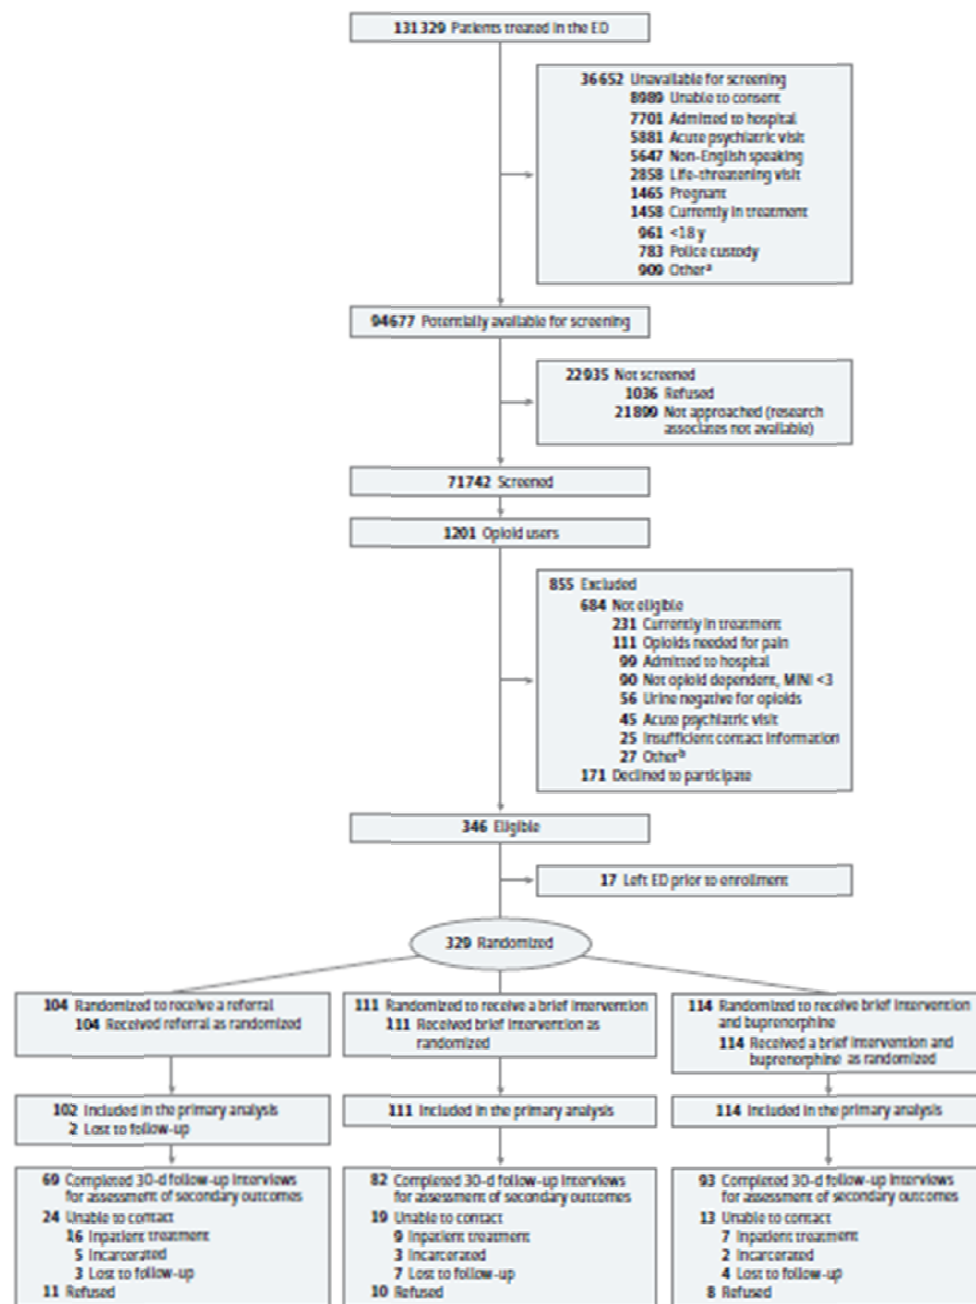 131329 Patients treated in the ED
36652 Unavailable for screening
8989 Unable to consent
7701 Admitted to hospital
5881 Acute psychiatric visit
5647 Non-English speaking
2858 Life-threatening visit
1465 Pregnant
1458 Currently in treatment
961 <18 y
783 Police custody
909 Otherᵃ
94677 Potentially available for screening
22935 Not screened
1036 Refused
21899 Not approached (research
associates not available)
71742 Screened
1201 Opioid users
855 Excluded
684 Not eligible
231 Currently in treatment
111 Opioids needed for pain
99 Admitted to hospital
90 Not opioid dependent, MINI <3
56 Urine negative for opioids
45 Acute psychiatric visit
25 Insufficient contact information
27 Otherᵇ
171 Declined to participate
346 Eligible
17 Left ED prior to enrollment
329 Randomized
104 Randomized to receive a referral
104 Received referral as randomized
111 Randomized to receive a brief intervention
111 Received brief intervention as
randomized
114 Randomized to receive brief intervention
and buprenorphine
114 Received a brief intervention and
buprenorphine as randomized
102 Included in the primary analysis
2 Lost to follow-up
111 Included in the primary analysis
114 Included in the primary analysis
69 Completed 30-d follow-up interviews
for assessment of secondary outcomes
24 Unable to contact
16 Inpatient treatment
5 Incarcerated
3 Lost to follow-up
11 Refused
82 Completed 30-d follow-up interviews
for assessment of secondary outcomes
19 Unable to contact
9 Inpatient treatment
3 Incarcerated
7 Lost to follow-up
10 Refused
93 Completed 30-d follow-up interviews
for assessment of secondary outcomes
13 Unable to contact
7 Inpatient treatment
2 Incarcerated
4 Lost to follow-up
8 Refused